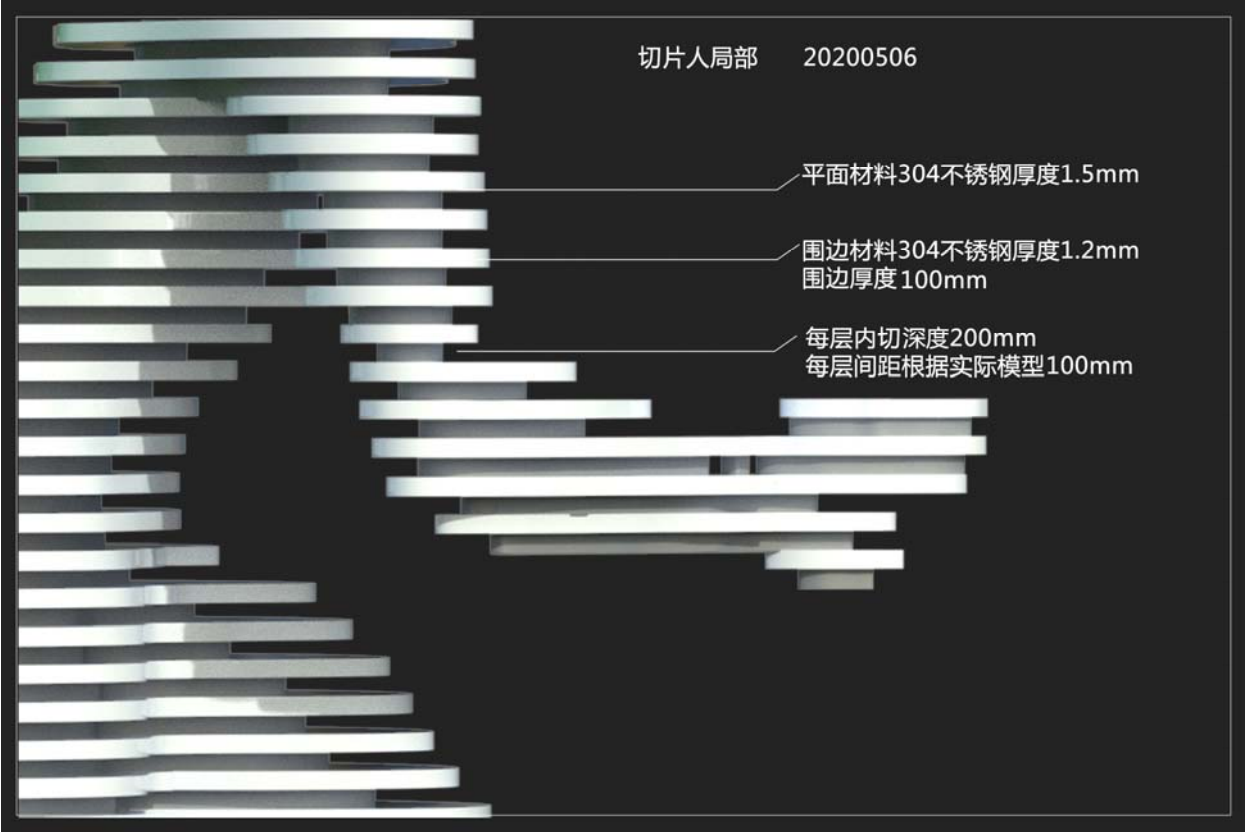 切片人局部 20200506
平面材料304不锈钢厚度1.5mm
围边材料304不锈钢厚度1.2mm
围边厚度100mm
每层内切深度200mm
每层间距根据实际模型100mm